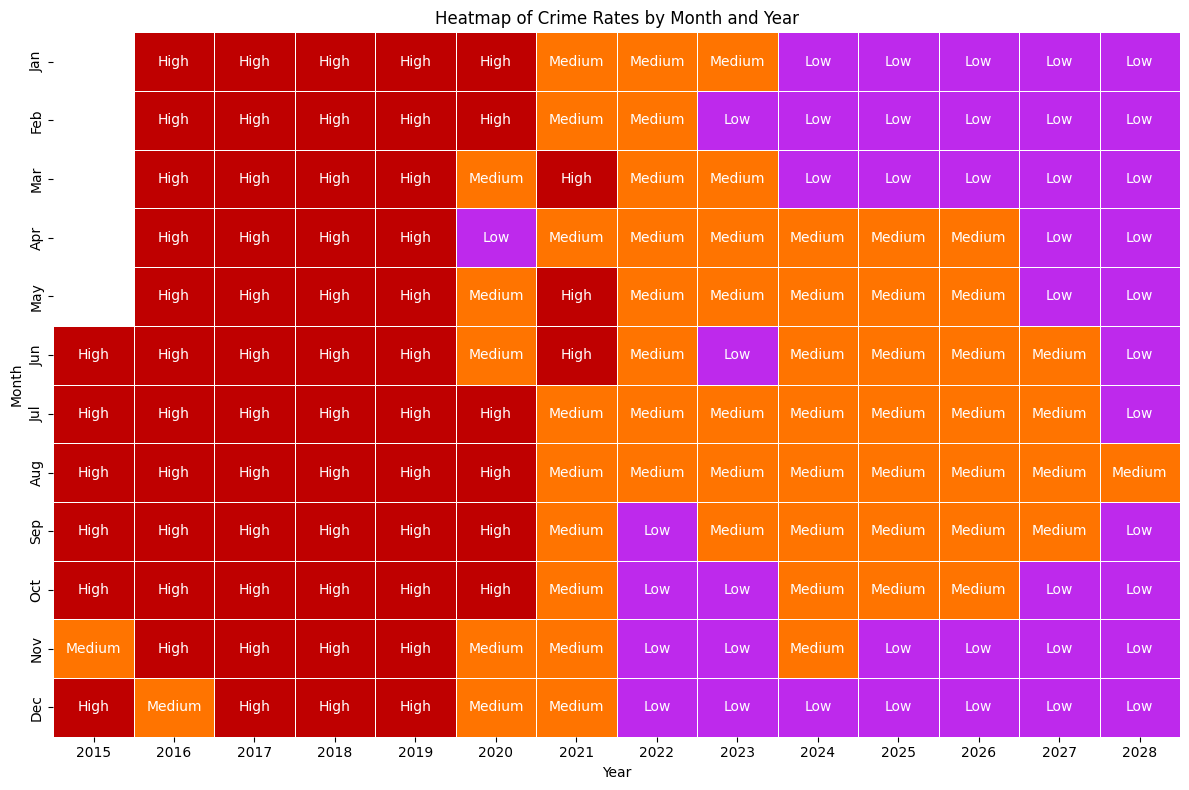 Heatmap of Crime Rates by Month and Year
Jan High High High High High Medium Medium Medium Low Low Low Low Low
Feb High High High High High Medium Medium Low Low Low Low Low Low
Mar High High High High Medium High Medium Medium Low Low Low Low Low
Apr High High High High Low Medium Medium Medium Medium Medium Medium Low Low
May High High High High Medium High Medium Medium Medium Medium Medium Low Low
Jun High High High High High Medium High Medium Low Medium Medium Medium Medium Low
Month
Jul High High High High High High Medium Medium Medium Medium Medium Medium Medium Low
Aug High High High High High High Medium Medium Medium Medium Medium Medium Medium Medium
Sep High High High High High High Medium Low Medium Medium Medium Medium Medium Low
Oct High High High High High High Medium Low Low Medium Medium Medium Low Low
Nov Medium High High High High Medium Medium Low Low Medium Low Low Low Low
Dec High Medium High High High Medium Medium Low Low Low Low Low Low Low
2015 2016 2017 2018 2019 2020 2021 2022 2023 2024 2025 2026 2027 2028
Year